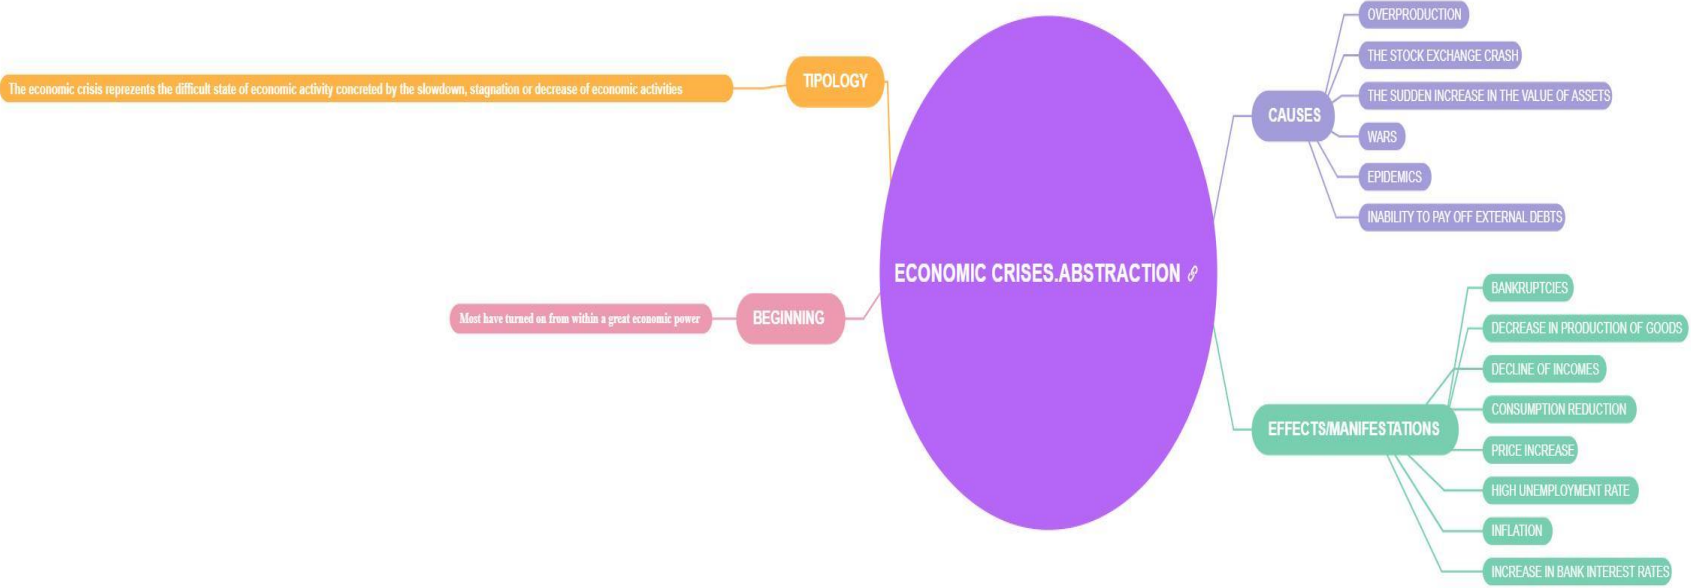 TIPOLOGY
The economic crisis reprezents the difficult state of economic activity concreted by the slowdown, stagnation or decrease of economic activities
BEGINNING
Most have turned on from within a great economic power
ECONOMIC CRISES.ABSTRACTION
CAUSES
OVERPRODUCTION
THE STOCK EXCHANGE CRASH
THE SUDDEN INCREASE IN THE VALUE OF ASSETS
WARS
EPIDEMICS
INABILITY TO PAY OFF EXTERNAL DEBTS
EFFECTS/MANIFESTATIONS
BANKRUPTCIES
DECREASE IN PRODUCTION OF GOODS
DECLINE OF INCOMES
CONSUMPTION REDUCTION
PRICE INCREASE
HIGH UNEMPLOYMENT RATE
INFLATION
INCREASE IN BANK INTEREST RATES